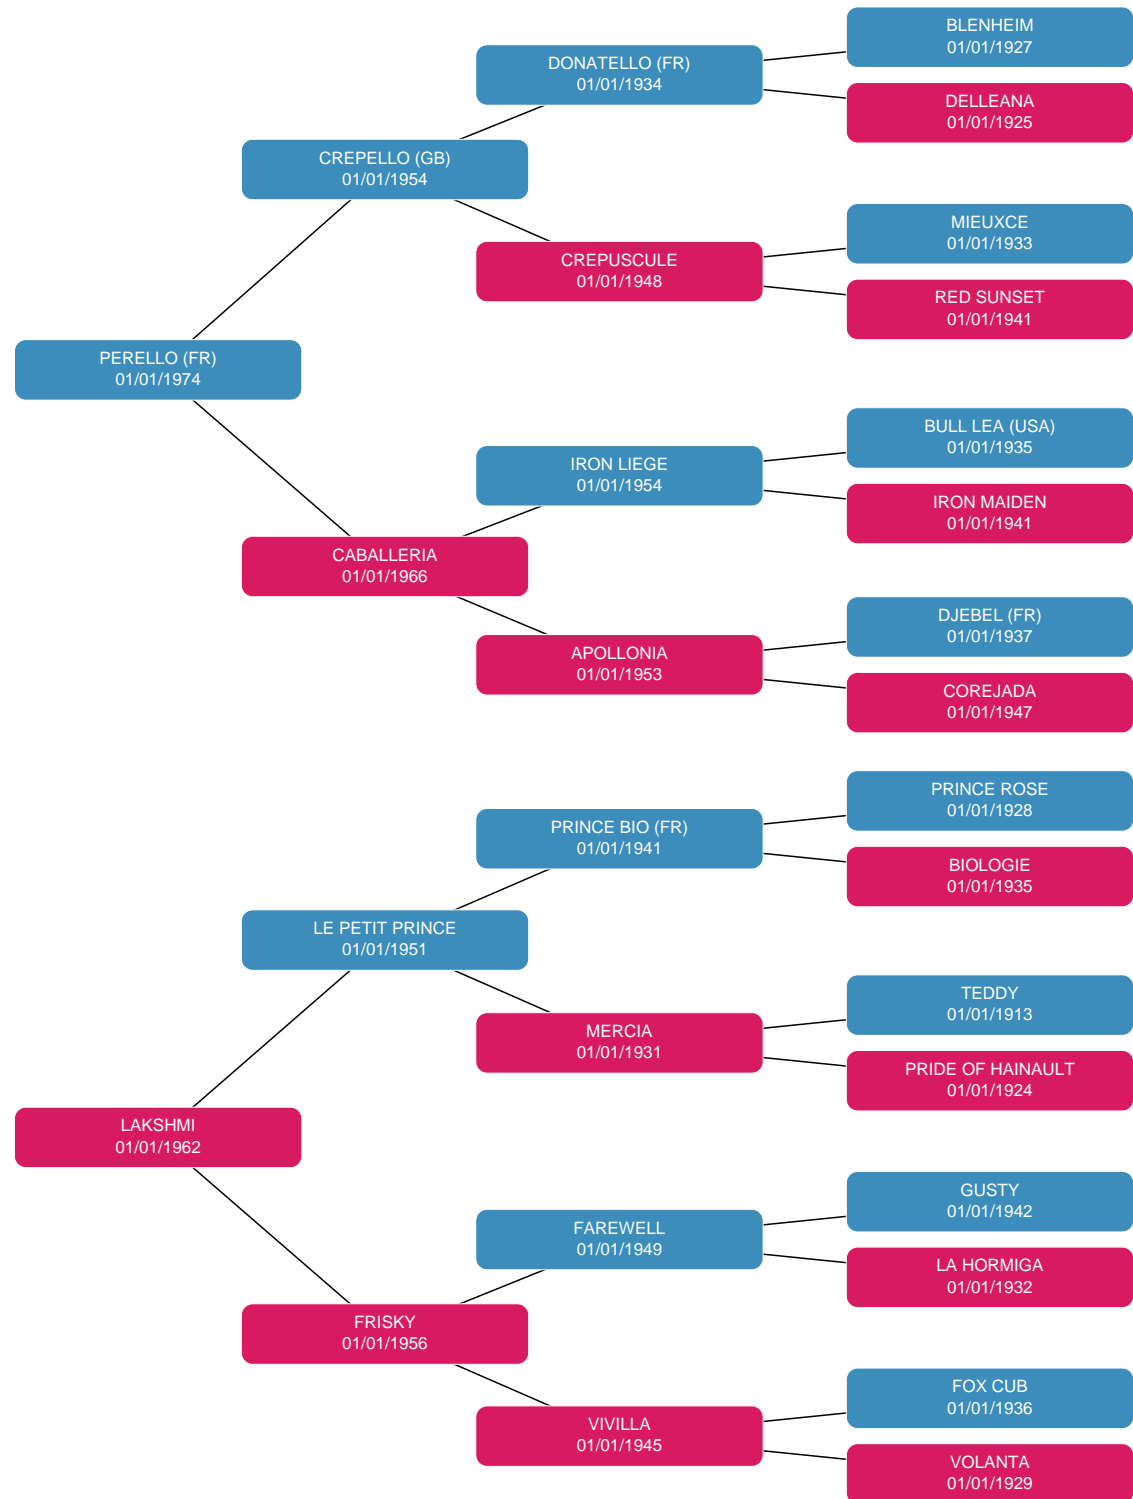 BLENHEIM
01/01/1927
DONATELLO (FR)
01/01/1934
DELLEANA
01/01/1925
CREPELLO (GB)
01/01/1954
MIEUXCE
01/01/1933
CREPUSCULE
01/01/1948
RED SUNSET
01/01/1941
PERELLO (FR)
01/01/1974
BULL LEA (USA)
01/01/1935
IRON LIEGE
01/01/1954
IRON MAIDEN
01/01/1941
CABALLERIA
01/01/1966
DJEBEL (FR)
01/01/1937
APOLLONIA
01/01/1953
COREJADA
01/01/1947
PRINCE ROSE
01/01/1928
PRINCE BIO (FR)
01/01/1941
BIOLOGIE
01/01/1935
LE PETIT PRINCE
01/01/1951
TEDDY
01/01/1913
MERCIA
01/01/1931
PRIDE OF HAINAULT
01/01/1924
LAKSHMI
01/01/1962
GUSTY
01/01/1942
FAREWELL
01/01/1949
LA HORMIGA
01/01/1932
FRISKY
01/01/1956
FOX CUB
01/01/1936
VIVILLA
01/01/1945
VOLANTA
01/01/1929